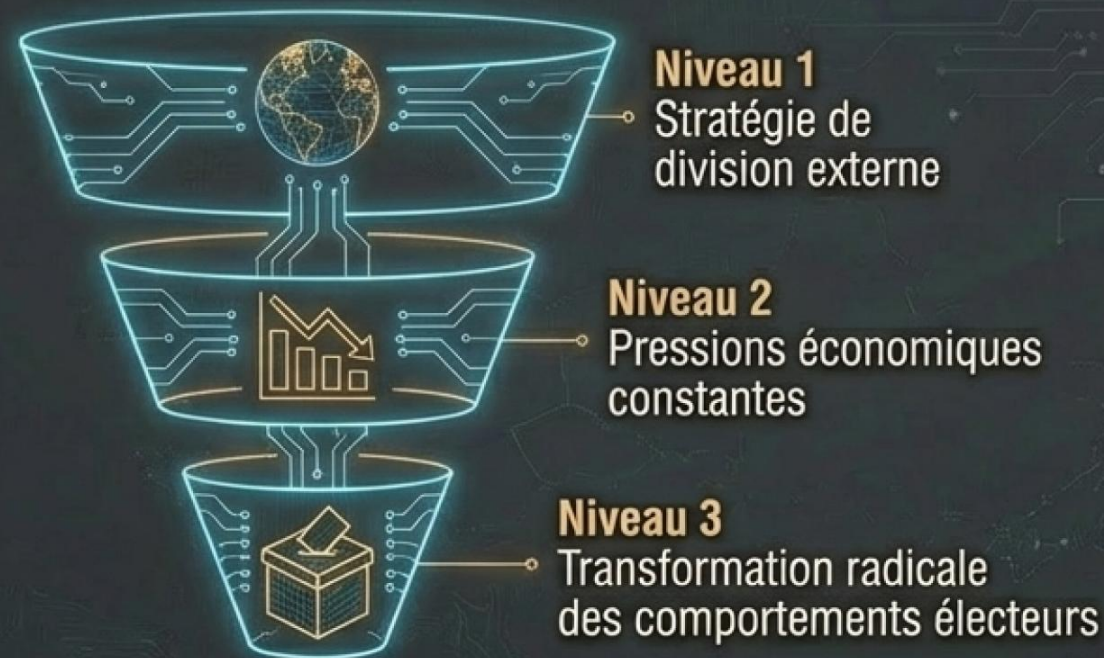 Niveau 1
Stratégie de
division externe
Niveau 2
Pressions économiques
constantes
Niveau 3
Transformation radicale
des comportements électeurs